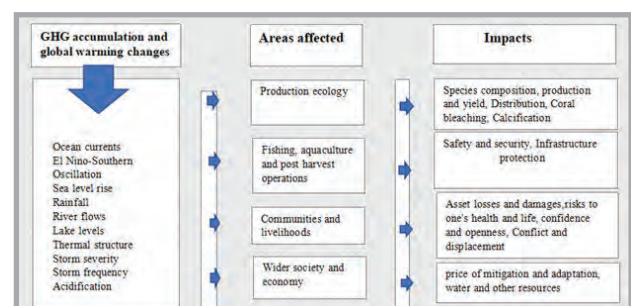 GHG accumulation and
global warming changes
Ocean currents
El Nino-Southern
Oscillation
Sea level rise
Rainfall
River flows
Lake levels
Thermal structure
Storm severity
Storm frequency
Acidification
Areas affected
Production ecology
Fishing, aquaculture
and post harvest
operations
Communities and
livelihoods
Wider society and
economy
Impacts
Species composition, production
and yield, Distribution, Coral
bleaching, Calcification
Safety and security, Infrastructure
protection
Asset losses and damages,risks to
one's health and life, confidence
and openness, Conflict and
displacement
price of mitigation and adaptation,
water and other resources